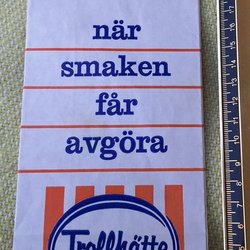 när
smaken
får
avgöra
Trollhätte